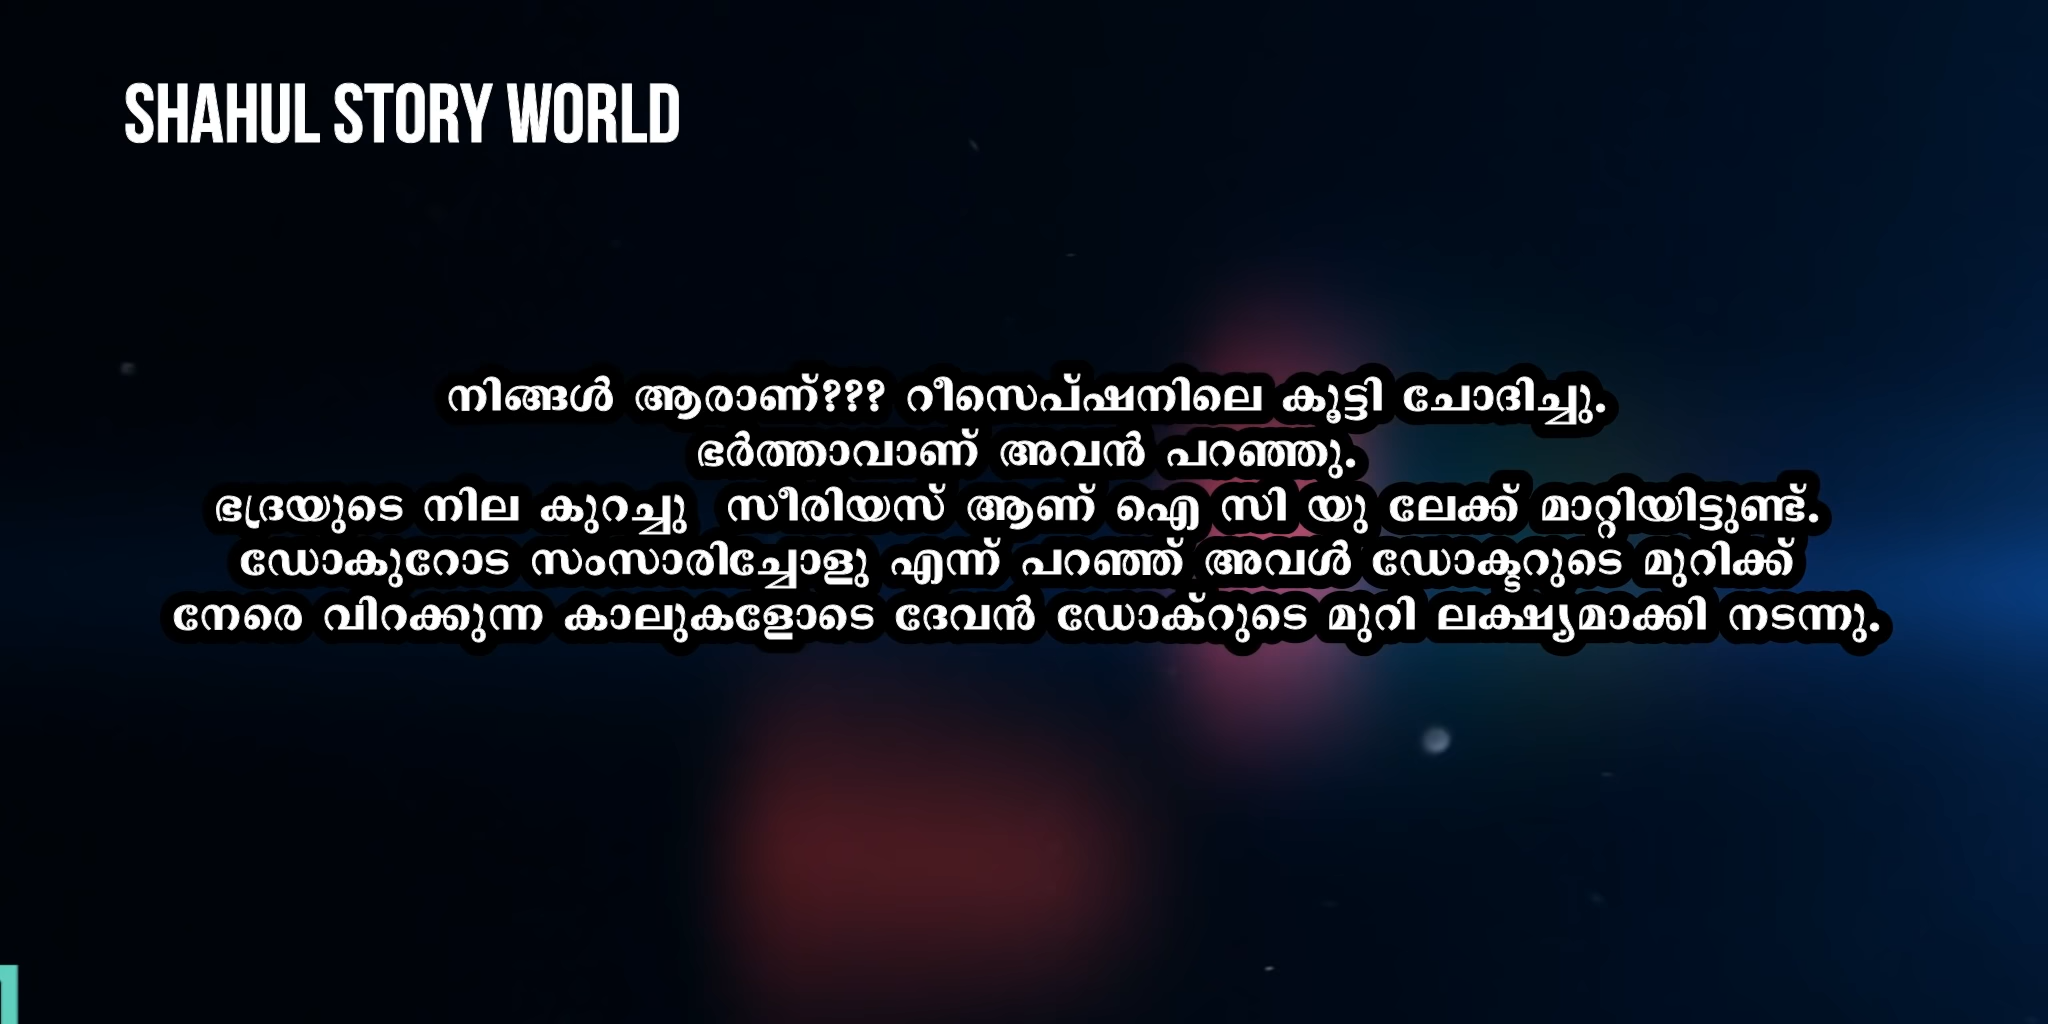 SHAHUL STORY WORLD
നിങ്ങൾ ആരാണ്??? റീസെപ്ഷനിലെ കൂട്ടി ചോദിച്ചു.
ഭർത്താവാണ് അവൻ പറഞ്ഞു.
ഭദ്രയുടെ നില കുറച്ചു സീരിയസ് ആണ് ഐ സി യു ലേക്ക് മാറ്റിയിട്ടുണ്ട്.
ഡോകുറോട സംസാരിച്ചോളു എന്ന് പറഞ്ഞ് അവൾ ഡോക്ടറുടെ മുറിക്ക്
നേരെ വിറക്കുന്ന കാലുകളോടെ ദേവൻ ഡോക്റുടെ മുറി ലക്ഷ്യമാക്കി നടന്നു.